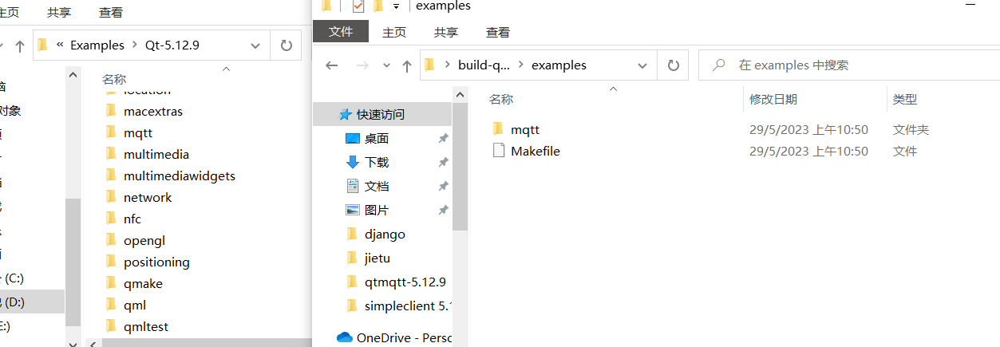 主页 共享 查看
« Examples > Qt-5.12.9
名称
location
macextras
mqtt
multimedia
multimediawidgets
network
nfc
opengl
positioning
qmake
qml
qmltest
对象
(C:)
(D:)
E:)
examples
文件 主页 共享 查看
> build-q... > examples
在 examples 中搜索
名称 修改日期 类型
mqtt 29/5/2023 上午10:50 文件夹
Makefile 29/5/2023 上午10:50 文件
快速访问
桌面
下载
文档
图片
django
jietu
qtmqtt-5.12.9
simpleclient 5.1
OneDrive - Perso